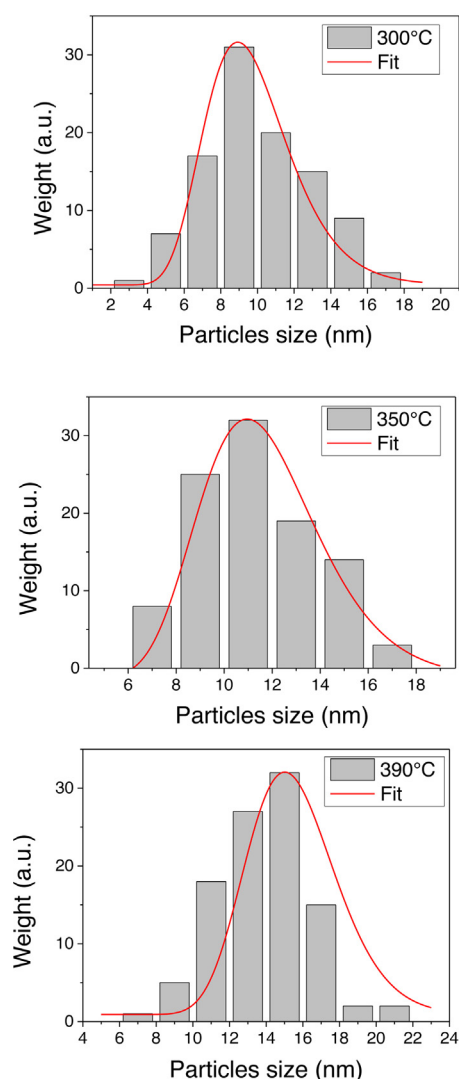 300°C
Fit
30
20
10
0
Weight (a.u.)
2 4 6 8 10 12 14 16 18 20
Particles size (nm)
350°C
Fit
30
20
10
0
Weight (a.u.)
6 8 10 12 14 16 18
Particles size (nm)
390°C
Fit
30
20
10
0
Weight (a.u.)
4 6 8 10 12 14 16 18 20 22 24
Particles size (nm)